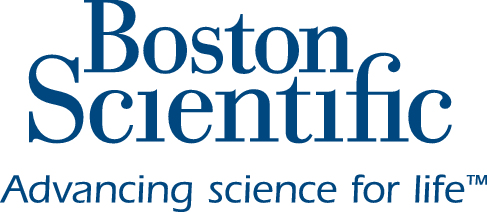 Boston
Scientific
Advancing science for life™